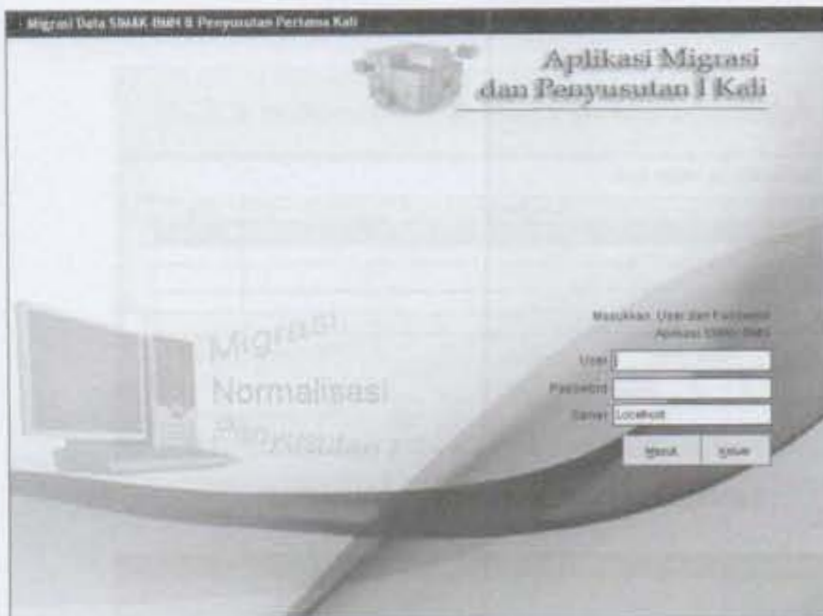 Migrasi Data SIMAK-BMN & Penyusutan Pertama Kali
Aplikasi Migrasi
dan Penyusutan I Kali
Migrasi
Normalisasi
Penyusutan I
Masukkan User dan Password
Aplikasi SIMAK-BMN
User
Password
Server Localhost
Masuk Keluar